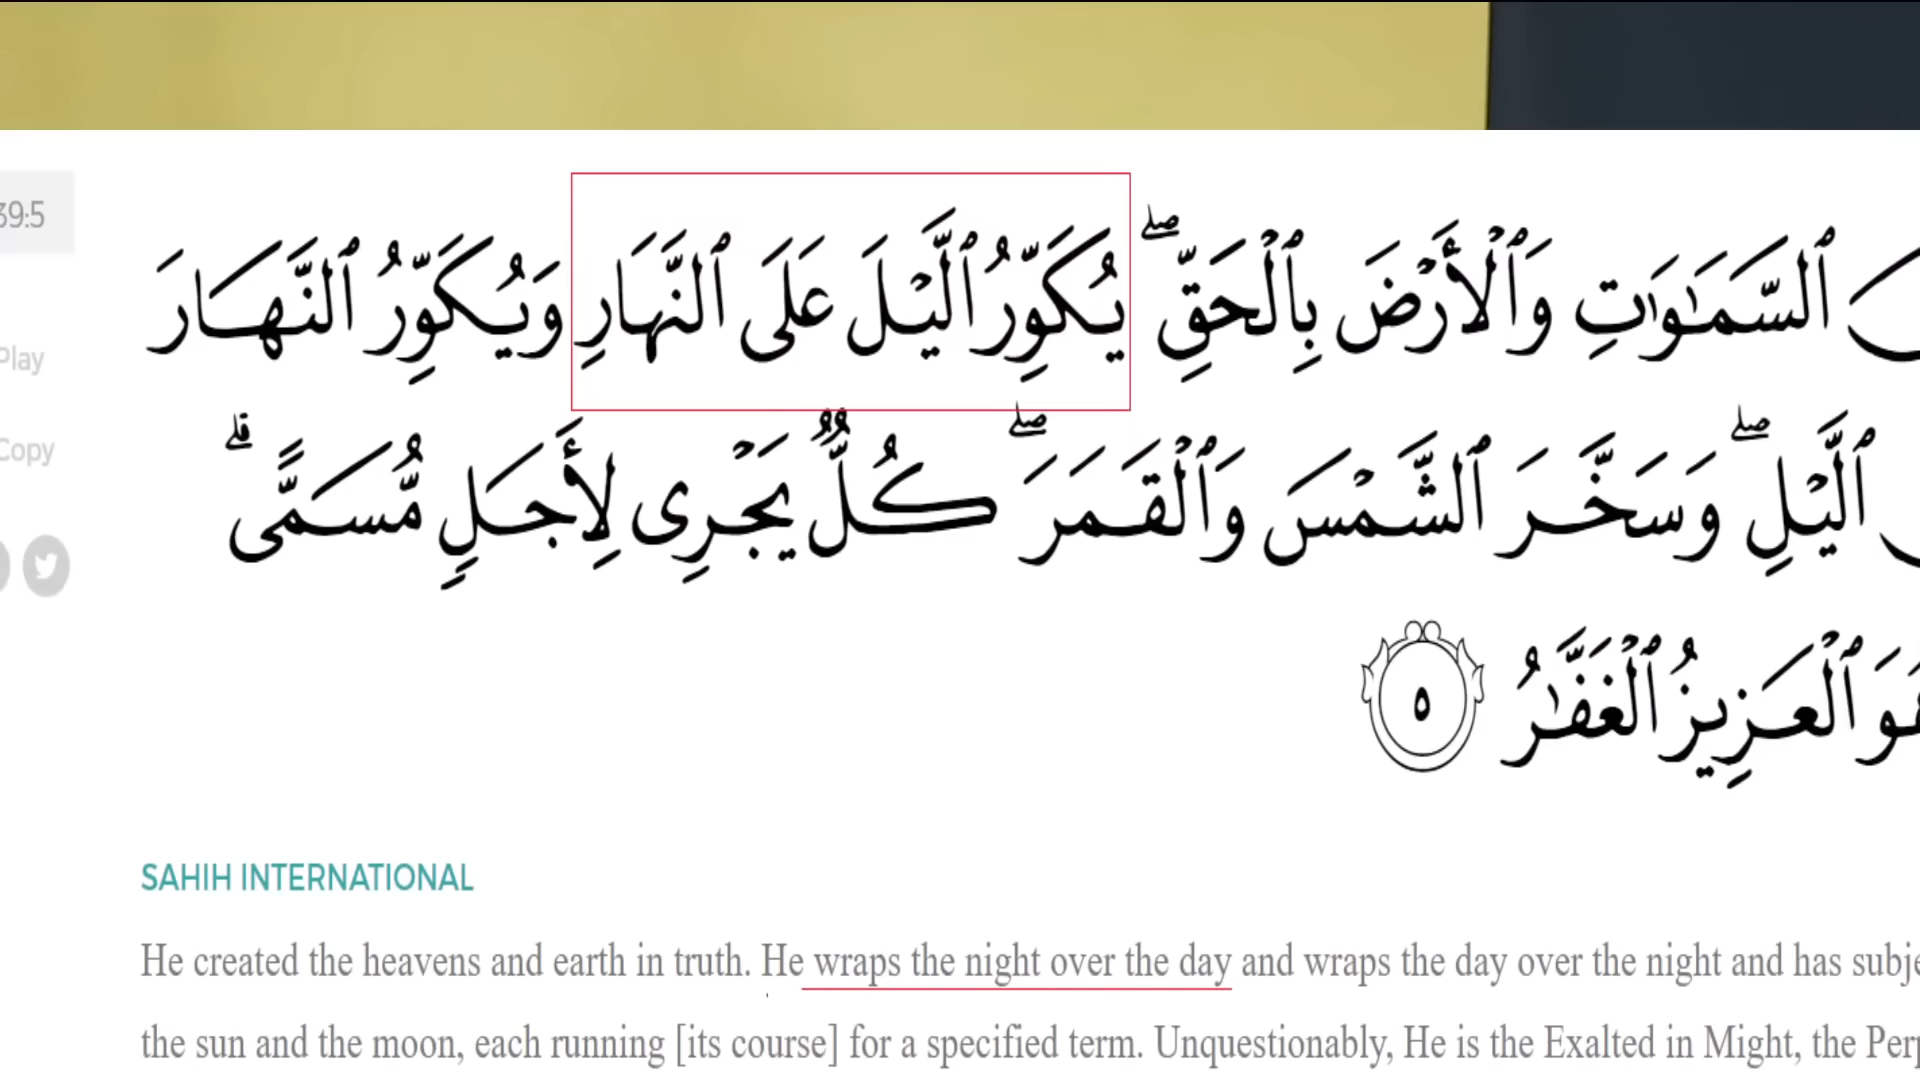 39:5
ٱلسَّمَـٰوَٰتِ وَٱلْأَرْضَ بِٱلْحَقِّ ۖ يُكَوِّرُ ٱلَّيْلَ عَلَى ٱلنَّهَارِ وَيُكَوِّرُ ٱلنَّهَارَ
Play
ٱلَّيْلِ ۖ وَسَخَّرَ ٱلشَّمْسَ وَٱلْقَمَرَ ۖ كُلٌّ يَجْرِى لِأَجَلٍ مُّسَمًّى ۗ
Copy
هُوَ ٱلْعَزِيزُ ٱلْغَفَّـٰرُ ٥
SAHIH INTERNATIONAL
He created the heavens and earth in truth. He wraps the night over the day and wraps the day over the night and has subje
the sun and the moon, each running [its course] for a specified term. Unquestionably, He is the Exalted in Might, the Perp